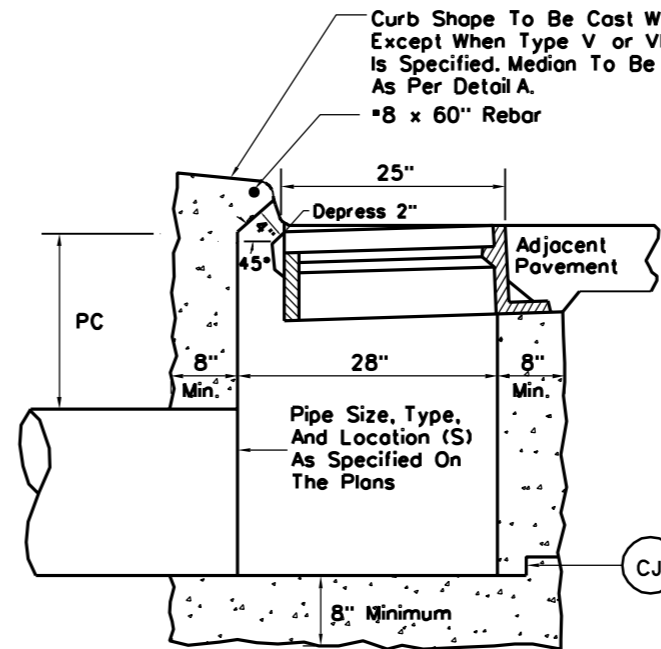 Curb Shape To Be Cast W
Except When Type V or VI
Is Specified. Median To Be
As Per Detail A.
#8 x 60" Rebar
25"
Depress 2"
4"
45°
Adjacent
Pavement
PC
8"
Min.
28"
8"
Min.
Pipe Size, Type,
And Location (S)
As Specified On
The Plans
CJ
8" Minimum